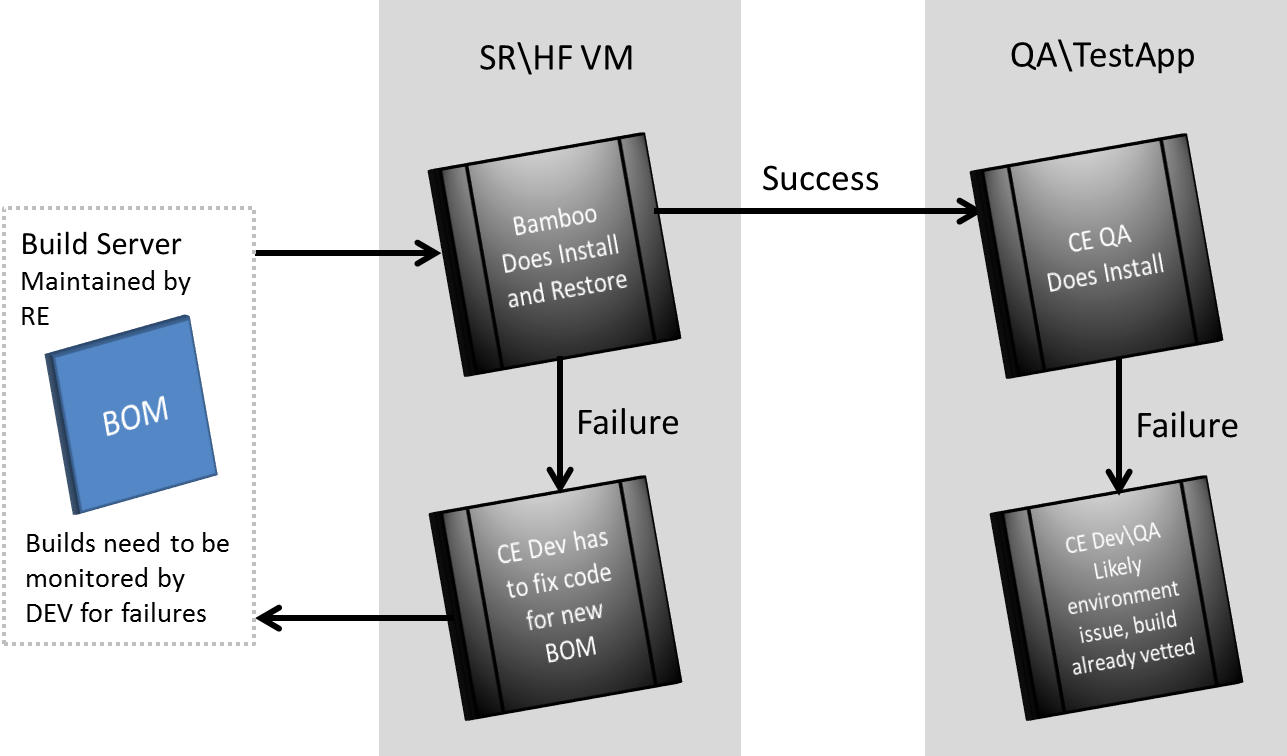 SR\HF VM
QA\TestApp
Build Server
Maintained by
RE
BOM
Builds need to be
monitored by
DEV for failures
Bamboo
Does Install
and Restore
Success
CE QA
Does Install
Failure
Failure
CE Dev has
to fix code
for new
BOM
CE Dev\QA
Likely
environment
issue, build
already vetted